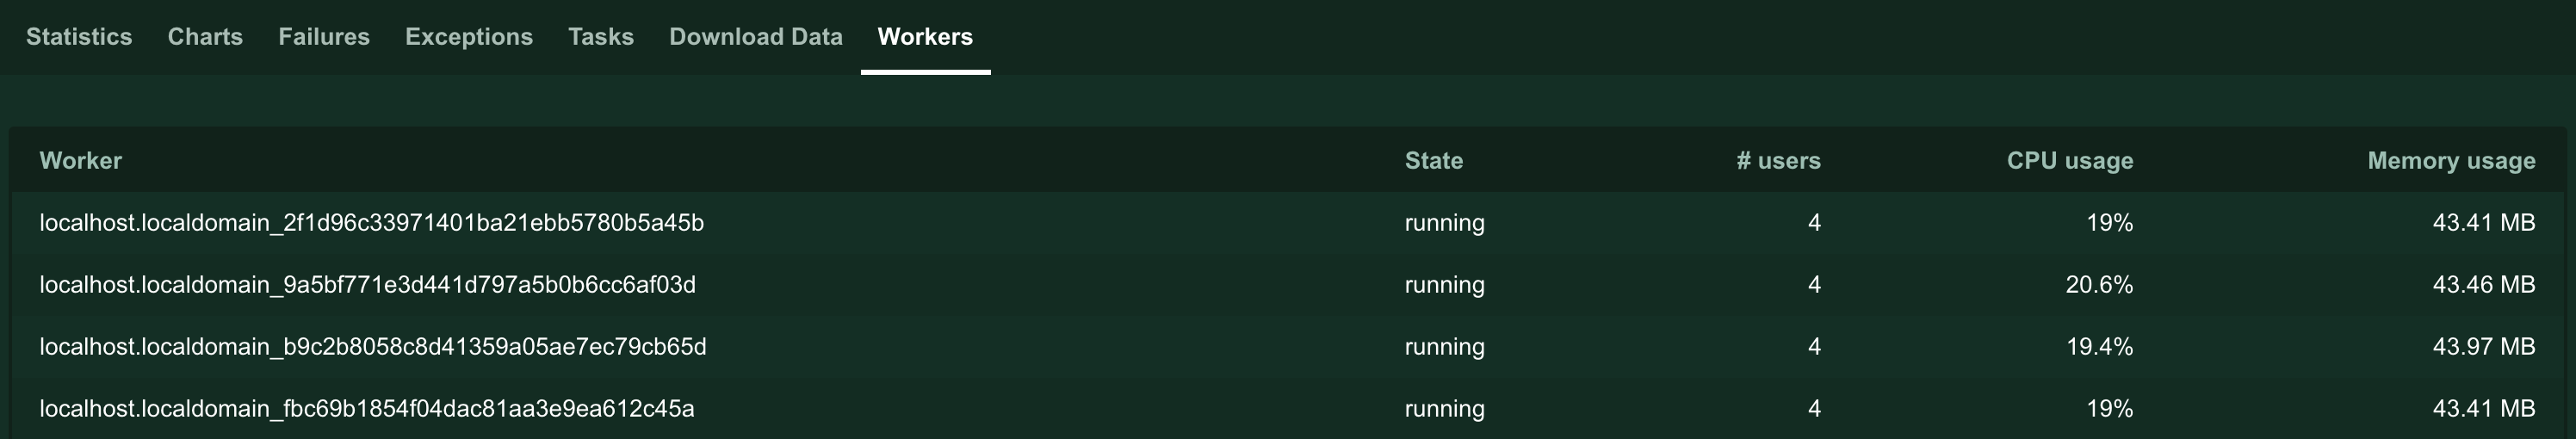 Statistics Charts Failures Exceptions Tasks Download Data Workers
Worker State # users CPU usage Memory usage
localhost.localdomain_2f1d96c33971401ba21ebb5780b5a45b running 4 19% 43.41 MB
localhost.localdomain_9a5bf771e3d441d797a5b0b6cc6af03d running 4 20.6% 43.46 MB
localhost.localdomain_b9c2b8058c8d41359a05ae7ec79cb65d running 4 19.4% 43.97 MB
localhost.localdomain_fbc69b1854f04dac81aa3e9ea612c45a running 4 19% 43.41 MB